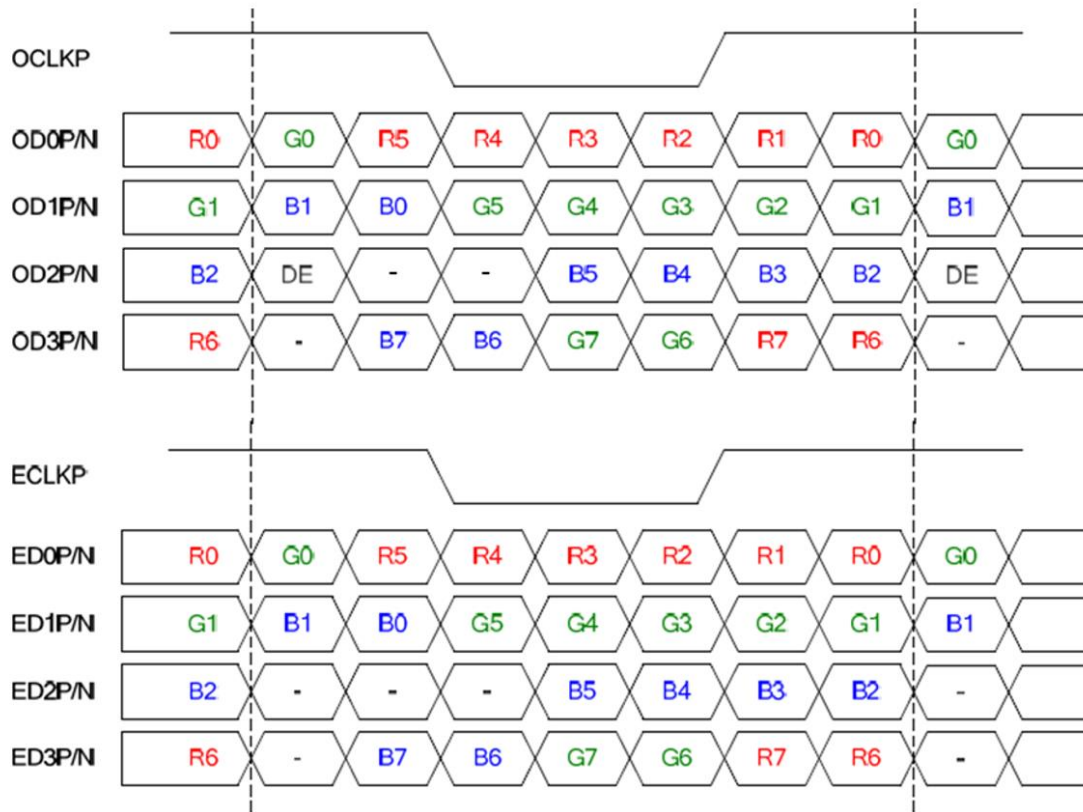 OCLKP
OD0P/N R0 G0 R5 R4 R3 R2 R1 R0 G0
OD1P/N G1 B1 B0 G5 G4 G3 G2 G1 B1
OD2P/N B2 DE - - B5 B4 B3 B2 DE
OD3P/N R6 - B7 B6 G7 G6 R7 R6 -
ECLKP
ED0P/N R0 G0 R5 R4 R3 R2 R1 R0 G0
ED1P/N G1 B1 B0 G5 G4 G3 G2 G1 B1
ED2P/N B2 - - - B5 B4 B3 B2 -
ED3P/N R6 - B7 B6 G7 G6 R7 R6 -